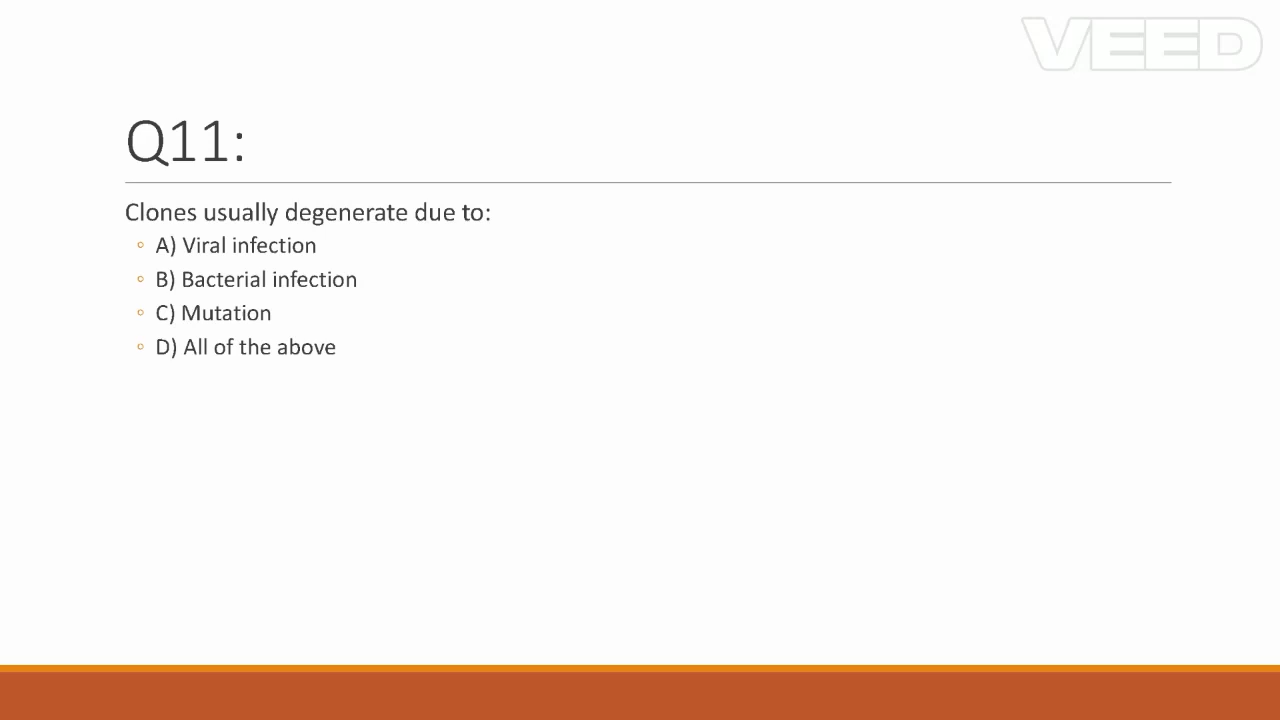 VEED
Q11:
Clones usually degenerate due to:
◦ A) Viral infection
◦ B) Bacterial infection
◦ C) Mutation
◦ D) All of the above